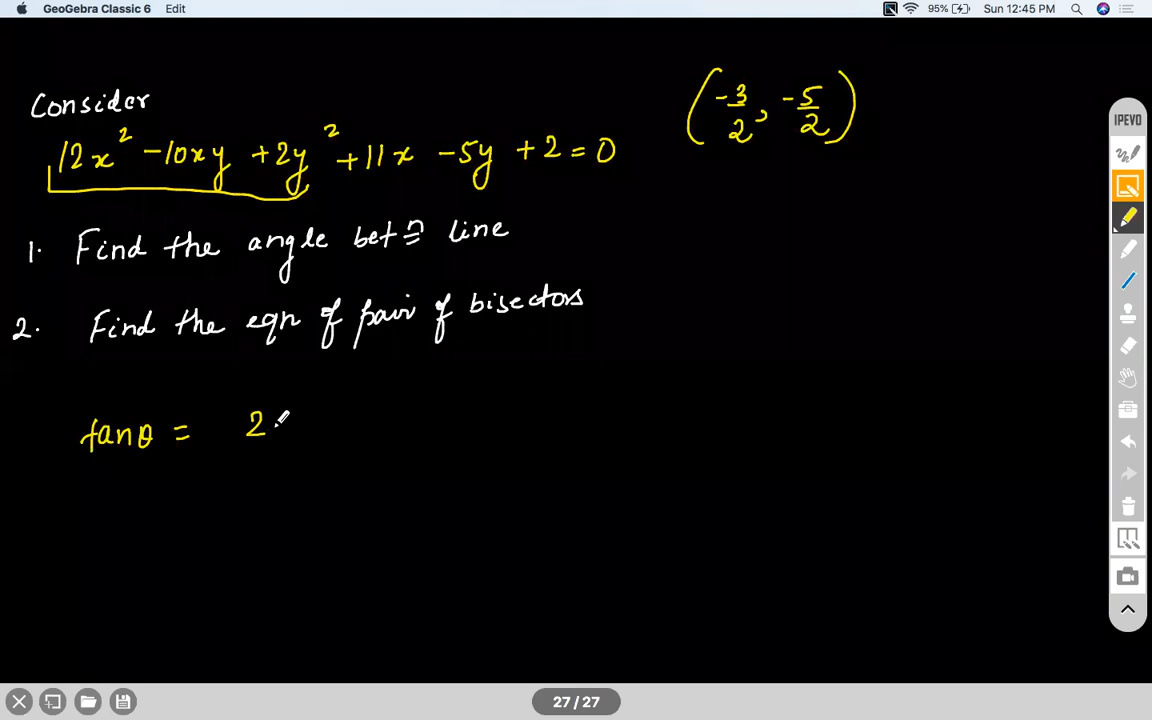 GeoGebra Classic 6 Edit 95% Sun 12:45 PM
Consider
12x² -10xy +2y² +11x -5y +2 = 0
(-3/2, -5/2)
1. Find the angle betn line
2. Find the eqn of pair of bisectors
tanθ = 2
IPEVO
27 / 27